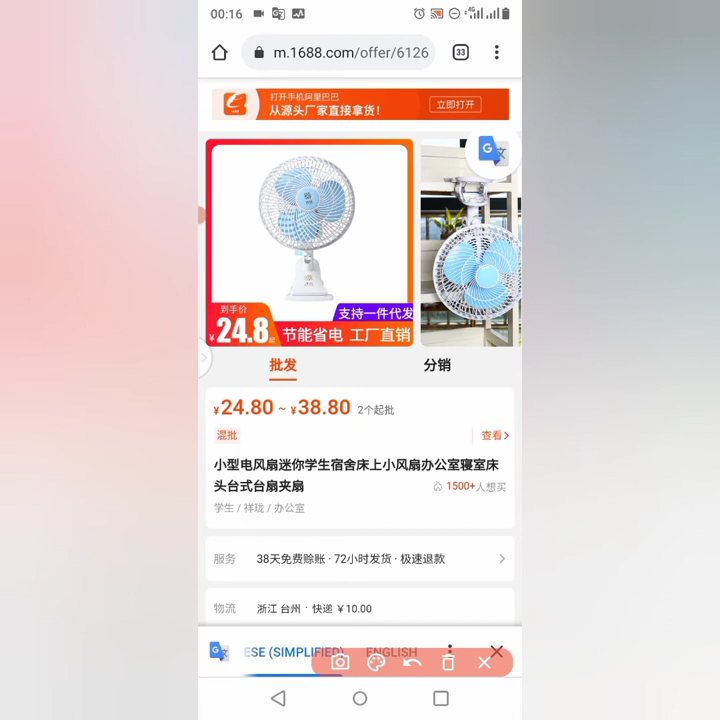 00:16
4G
m.1688.com/offer/6126
33
打开手机阿里巴巴
从源头厂家直接拿货!
立即打开
G文
到手价
¥24.8起
支持一件代发
节能省电 工厂直销
批发
分销
¥24.80 ~ ¥38.80 2个起批
混批
查看
小型电风扇迷你学生宿舍床上小风扇办公室寝室床
头台式台扇夹扇
1500+人想买
学生 / 祥珑 / 办公室
服务 38天免费赊账 · 72小时发货 · 极速退款
物流 浙江 台州 · 快递 ¥10.00
G文
ESE (SIMPLIFIED) ENGLISH